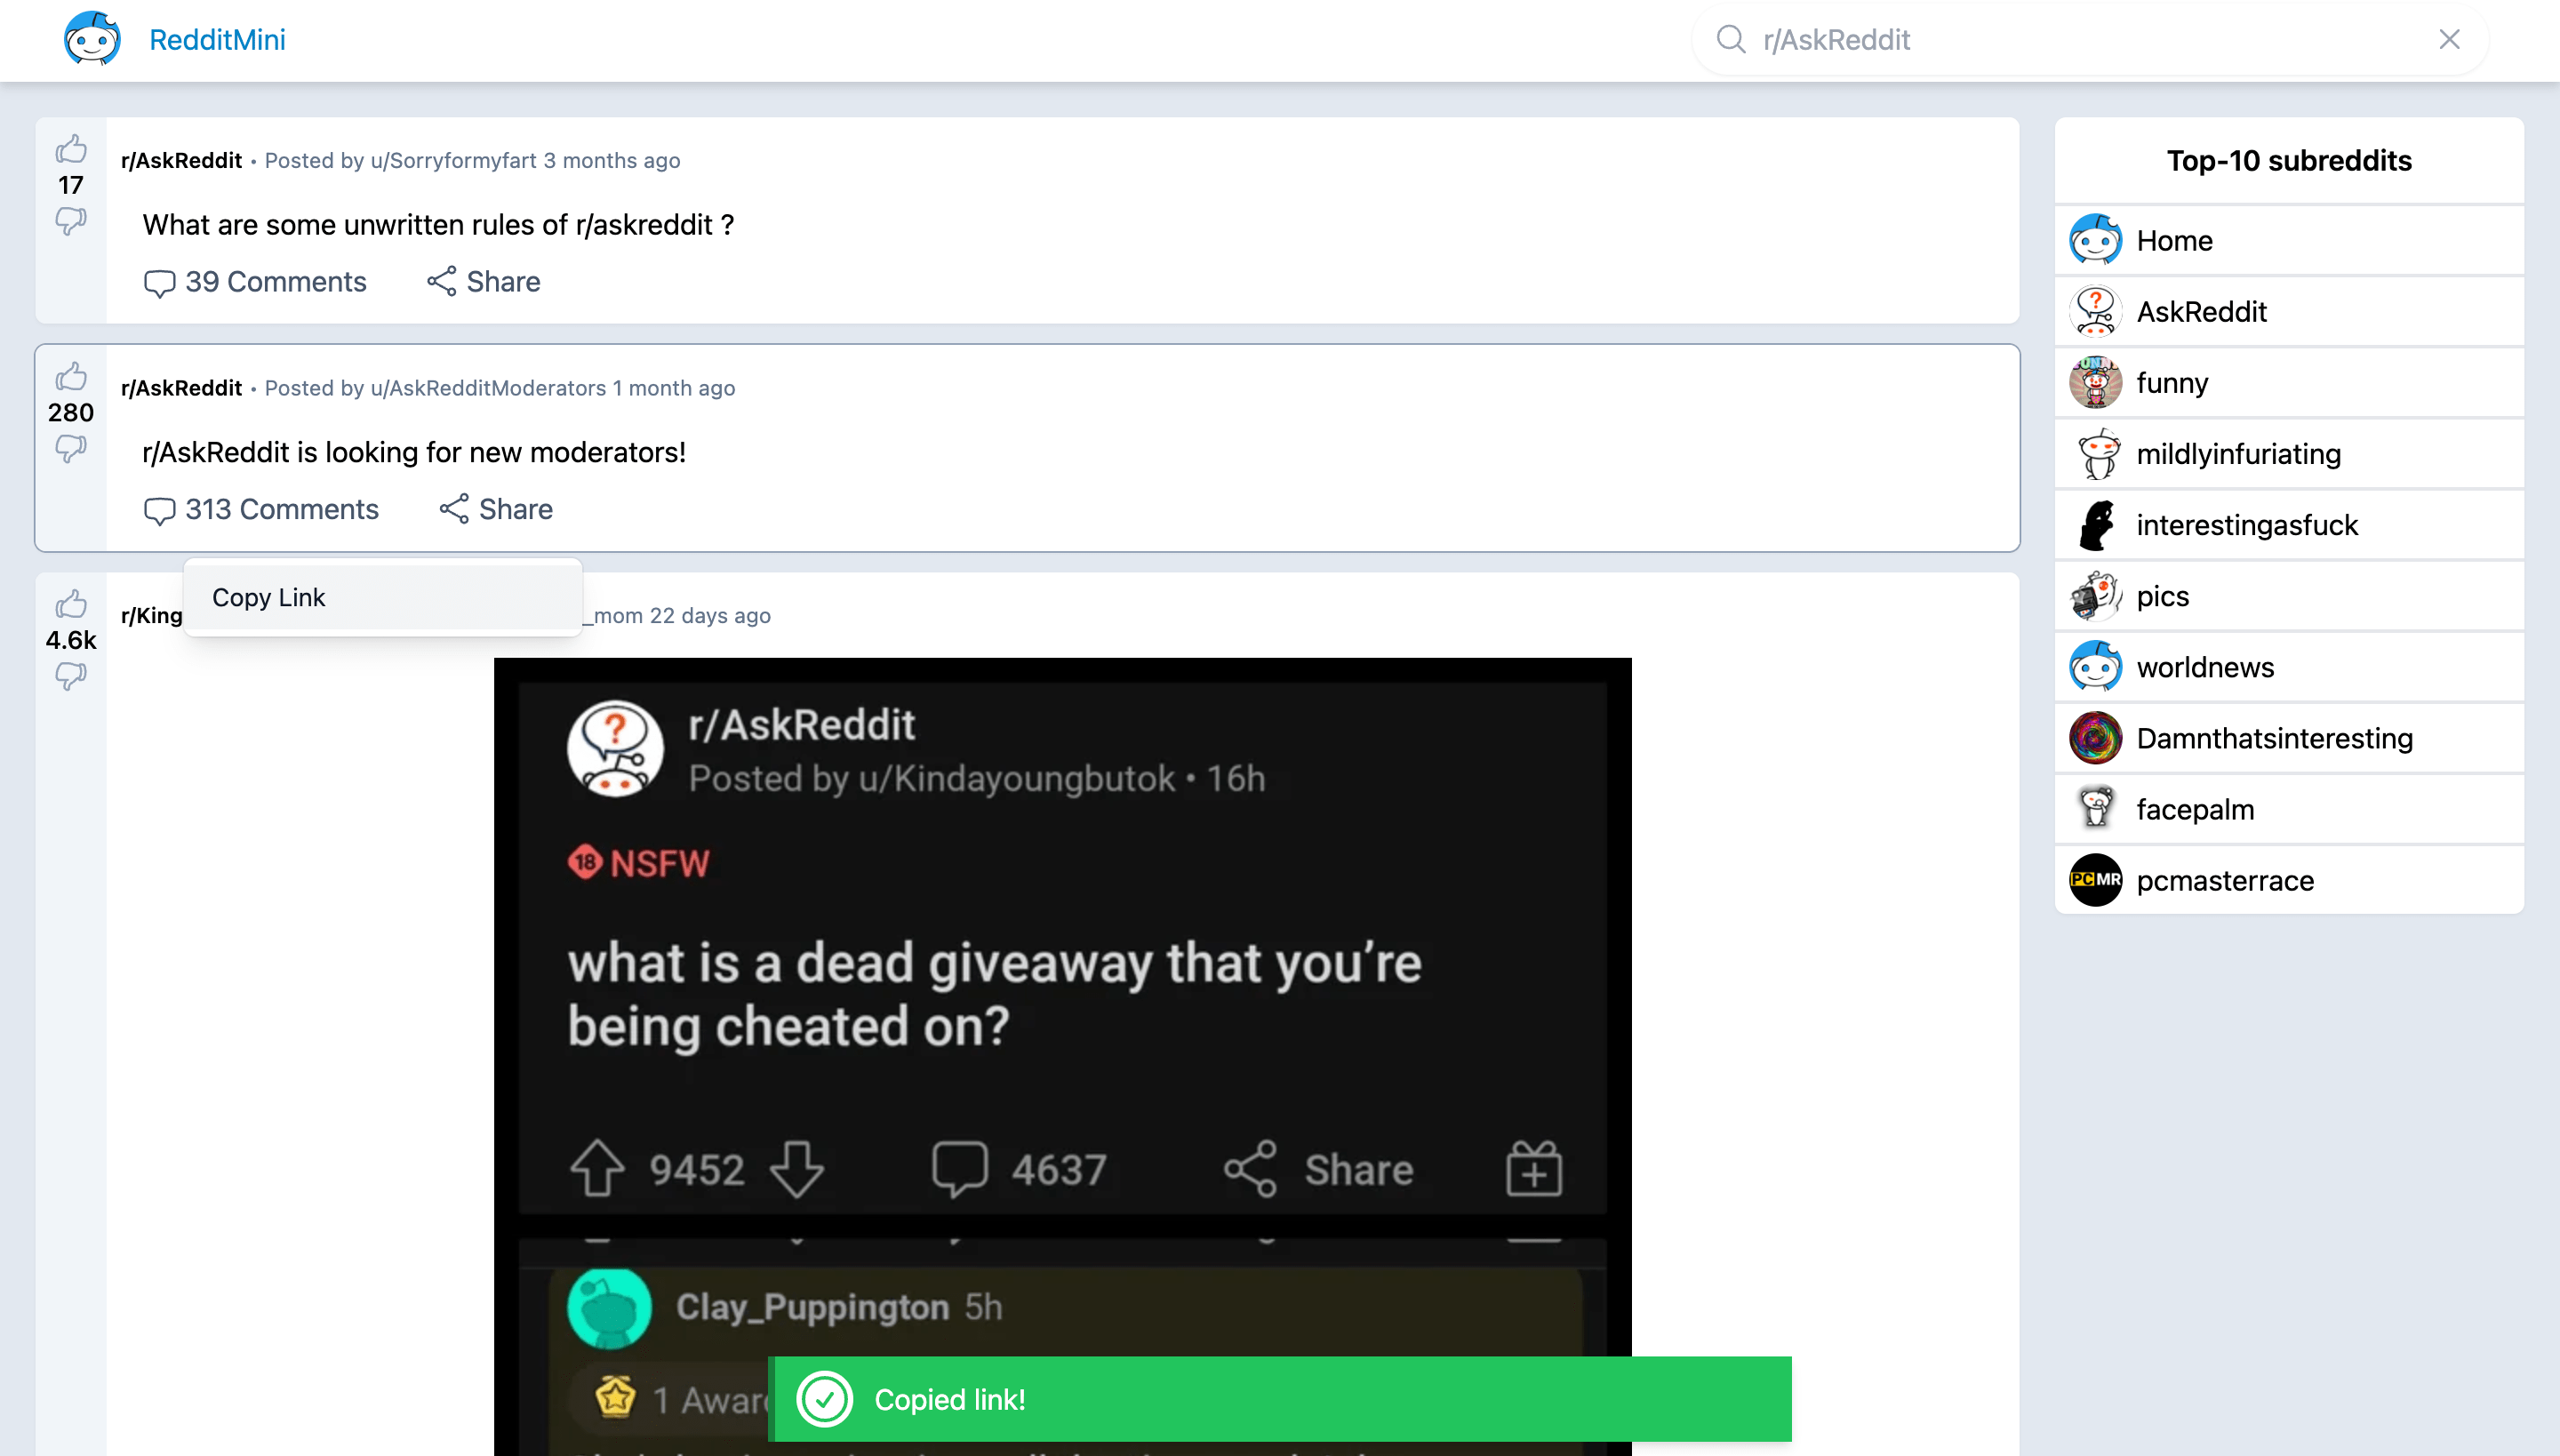 RedditMini
r/AskReddit
17
r/AskReddit • Posted by u/Sorryformyfart 3 months ago
What are some unwritten rules of r/askreddit ?
39 Comments Share
280
r/AskReddit • Posted by u/AskRedditModerators 1 month ago
r/AskReddit is looking for new moderators!
313 Comments Share
Copy Link
4.6k
r/King _mom 22 days ago
r/AskReddit
Posted by u/Kindayoungbutok • 16h
18 NSFW
what is a dead giveaway that you’re
being cheated on?
9452 4637 Share
Clay_Puppington 5h
1 Awar
Copied link!
Top-10 subreddits
Home
AskReddit
funny
mildlyinfuriating
interestingasfuck
pics
worldnews
Damnthatsinteresting
facepalm
PCMR pcmasterrace